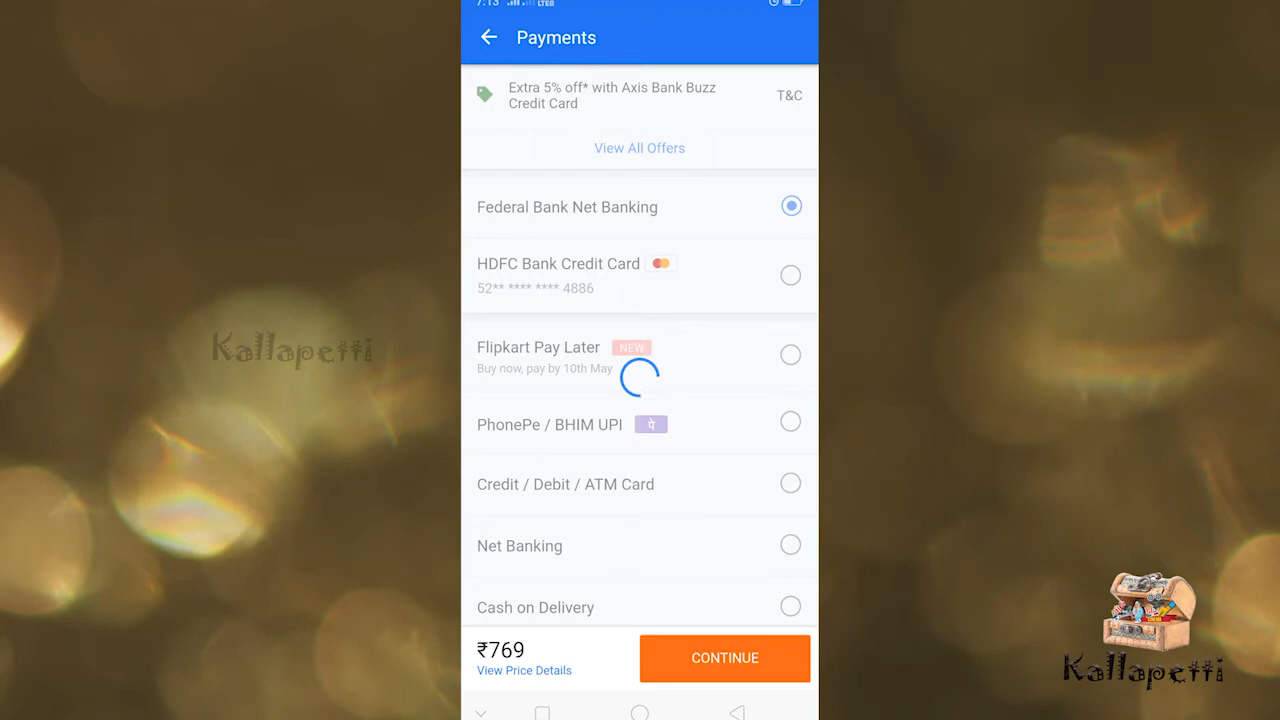 7:13
Payments
Extra 5% off* with Axis Bank Buzz
Credit Card
T&C
View All Offers
Federal Bank Net Banking
HDFC Bank Credit Card
52** **** **** 4886
Flipkart Pay Later NEW
Buy now, pay by 10th May
PhonePe / BHIM UPI पे
Credit / Debit / ATM Card
Net Banking
Cash on Delivery
₹769
View Price Details
CONTINUE
Kallapetti
Kallapetti